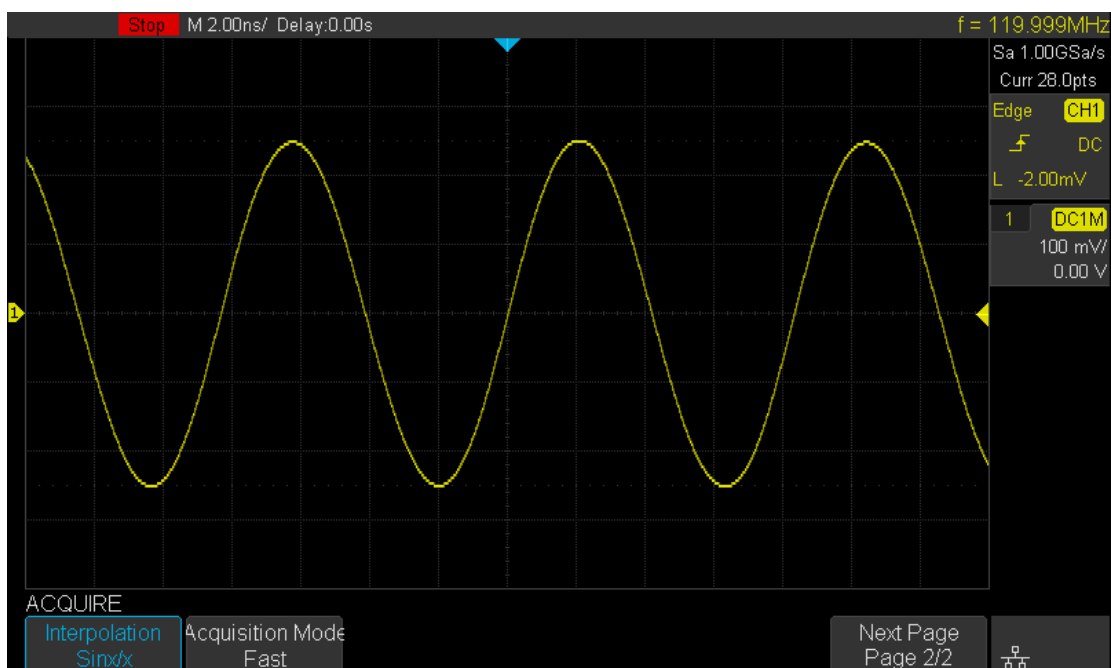 Stop M 2.00ns/ Delay:0.00s f = 119.999MHz
Sa 1.00GSa/s
Curr 28.0pts
Edge CH1
DC
L -2.00mV
1 DC1M
100 mV/
0.00 V
1
ACQUIRE
Interpolation
Sinx/x
Acquisition Mode
Fast
Next Page
Page 2/2